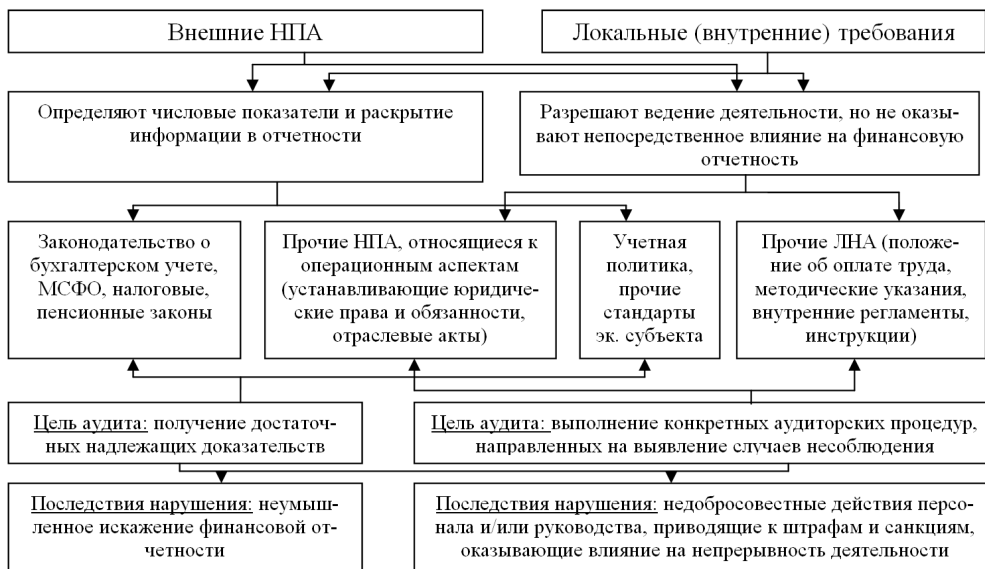 Внешние НПА
Локальные (внутренние) требования
Определяют числовые показатели и раскрытие
информации в отчетности
Разрешают ведение деятельности, но не оказы-
вают непосредственное влияние на финансовую
отчетность
Законодательство о
бухгалтерском учете,
МСФО, налоговые,
пенсионные законы
Прочие НПА, относящиеся к
операционным аспектам
(устанавливающие юридиче-
ские права и обязанности,
отраслевые акты)
Учетная
политика,
прочие
стандарты
эк. субъекта
Прочие ЛНА (положе-
ние об оплате труда,
методические указания,
внутренние регламенты,
инструкции)
Цель аудита: получение достаточ-
ных надлежащих доказательств
Цель аудита: выполнение конкретных аудиторских процедур,
направленных на выявление случаев несоблюдения
Последствия нарушения: неумыш-
ленное искажение финансовой от-
четности
Последствия нарушения: недобросовестные действия персо-
нала и/или руководства, приводящие к штрафам и санкциям,
оказывающие влияние на непрерывность деятельности